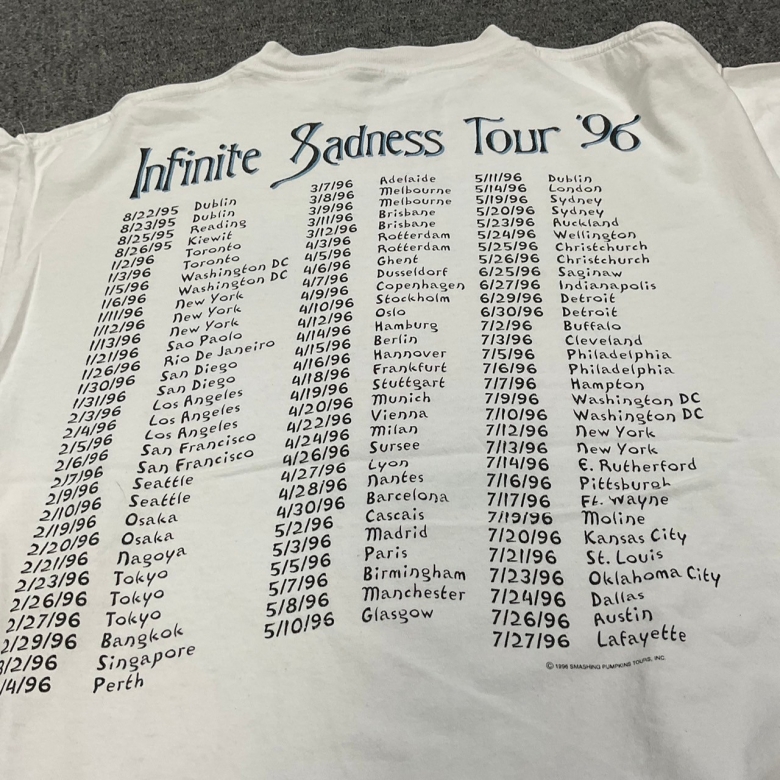 Infinite Sadness Tour '96
8/22/95 Dublin
8/23/95 Dublin
8/25/95 Reading
8/26/95 Kiewit
1/2/96 Toronto
1/3/96 Toronto
1/5/96 Washington DC
1/6/96 Washington DC
1/11/96 New York
1/12/96 New York
1/13/96 New York
1/21/96 Sao Paolo
1/26/96 Rio De Janeiro
1/30/96 San Diego
1/31/96 San Diego
2/3/96 Los Angeles
2/4/96 Los Angeles
2/5/96 Los Angeles
2/6/96 San Francisco
2/7/96 San Francisco
2/9/96 Seattle
2/10/96 Seattle
2/19/96 Osaka
2/20/96 Osaka
2/21/96 Nagoya
2/23/96 Tokyo
2/26/96 Tokyo
2/27/96 Tokyo
2/29/96 Bangkok
3/2/96 Singapore
/4/96 Perth
3/7/96 Adelaide
3/8/96 Melbourne
3/9/96 Melbourne
3/11/96 Brisbane
3/12/96 Brisbane
4/3/96 Rotterdam
4/5/96 Rotterdam
4/6/96 Ghent
4/7/96 Dusseldorf
4/9/96 Copenhagen
4/10/96 Stockholm
4/12/96 Oslo
4/14/96 Hamburg
4/15/96 Berlin
4/16/96 Hannover
4/18/96 Frankfurt
4/19/96 Stuttgart
4/20/96 Munich
4/22/96 Vienna
4/24/96 Milan
4/26/96 Sursee
4/27/96 Lyon
4/28/96 Nantes
4/30/96 Barcelona
5/2/96 Cascais
5/3/96 Madrid
5/5/96 Paris
5/7/96 Birmingham
5/8/96 Manchester
5/10/96 Glasgow
5/11/96 Dublin
5/14/96 London
5/19/96 Sydney
5/20/96 Sydney
5/23/96 Auckland
5/24/96 Wellington
5/25/96 Christchurch
5/26/96 Christchurch
6/25/96 Saginaw
6/27/96 Indianapolis
6/29/96 Detroit
6/30/96 Detroit
7/2/96 Buffalo
7/3/96 Cleveland
7/5/96 Philadelphia
7/6/96 Philadelphia
7/7/96 Hampton
7/9/96 Washington DC
7/10/96 Washington DC
7/12/96 New York
7/13/96 New York
7/14/96 E. Rutherford
7/16/96 Pittsburgh
7/17/96 Ft. Wayne
7/19/96 Moline
7/20/96 Kansas City
7/21/96 St. Louis
7/23/96 Oklahoma City
7/24/96 Dallas
7/26/96 Austin
7/27/96 Lafayette
© 1996 SMASHING PUMPKINS TOURS, INC.